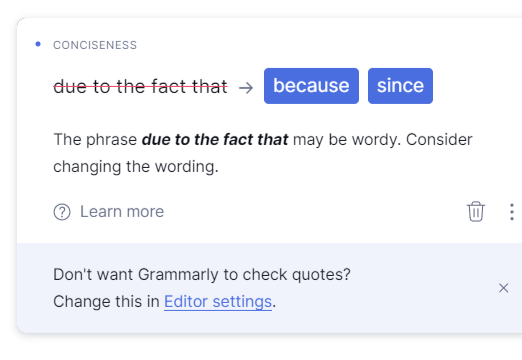 CONCISENESS
due to the fact that → because since
The phrase due to the fact that may be wordy. Consider
changing the wording.
Learn more
Don't want Grammarly to check quotes?
Change this in Editor settings.